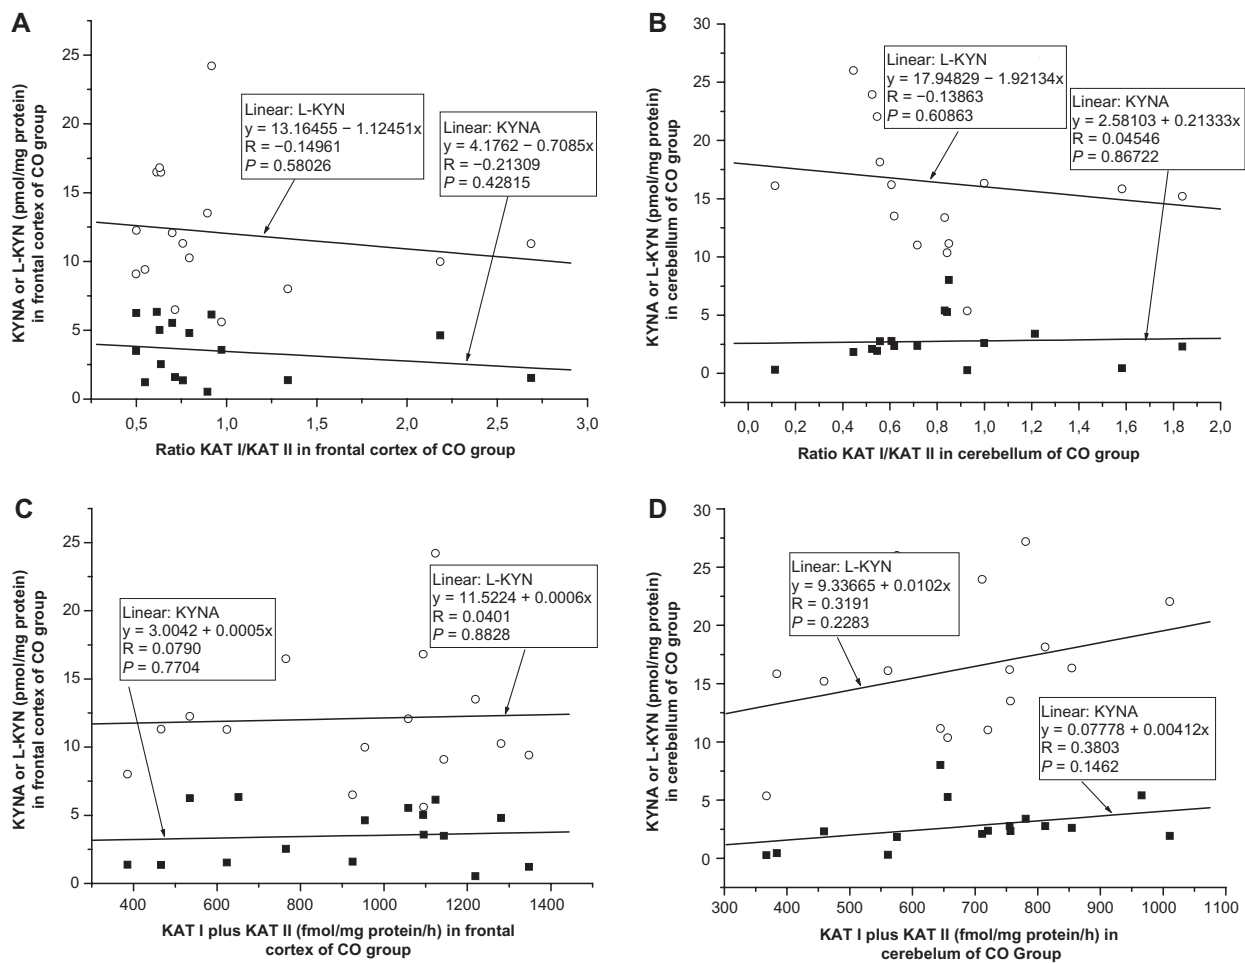 A
KYNA or L-KYN (pmol/mg protein)
in frontal cortex of CO group
25
20
15
10
5
0
Linear: L-KYN
y = 13.16455 − 1.12451x
R = −0.14961
P = 0.58026
Linear: KYNA
y = 4.1762 − 0.7085x
R = −0.21309
P = 0.42815
0,5 1,0 1,5 2,0 2,5 3,0
Ratio KAT I/KAT II in frontal cortex of CO group
B
KYNA or L-KYN (pmol/mg protein)
in cerebellum of CO group
30
25
20
15
10
5
0
Linear: L-KYN
y = 17.94829 − 1.92134x
R = −0.13863
P = 0.60863
Linear: KYNA
y = 2.58103 + 0.21333x
R = 0.04546
P = 0.86722
0,0 0,2 0,4 0,6 0,8 1,0 1,2 1,4 1,6 1,8 2,0
Ratio KAT I/KAT II in cerebellum of CO group
C
KYNA or L-KYN (pmol/mg protein)
in frontal cortex of CO group
25
20
15
10
5
0
Linear: KYNA
y = 3.0042 + 0.0005x
R = 0.0790
P = 0.7704
Linear: L-KYN
y = 11.5224 + 0.0006x
R = 0.0401
P = 0.8828
400 600 800 1000 1200 1400
KAT I plus KAT II (fmol/mg protein/h) in frontal
cortex of CO group
D
KYNA or L-KYN (pmol/mg protein)
in cerebellum of CO group
30
25
20
15
10
5
0
Linear: L-KYN
y = 9.33665 + 0.0102x
R = 0.3191
P = 0.2283
Linear: KYNA
y = 0.07778 + 0.00412x
R = 0.3803
P = 0.1462
300 400 500 600 700 800 900 1000 1100
KAT I plus KAT II (fmol/mg protein/h) in
cerebellum of CO Group